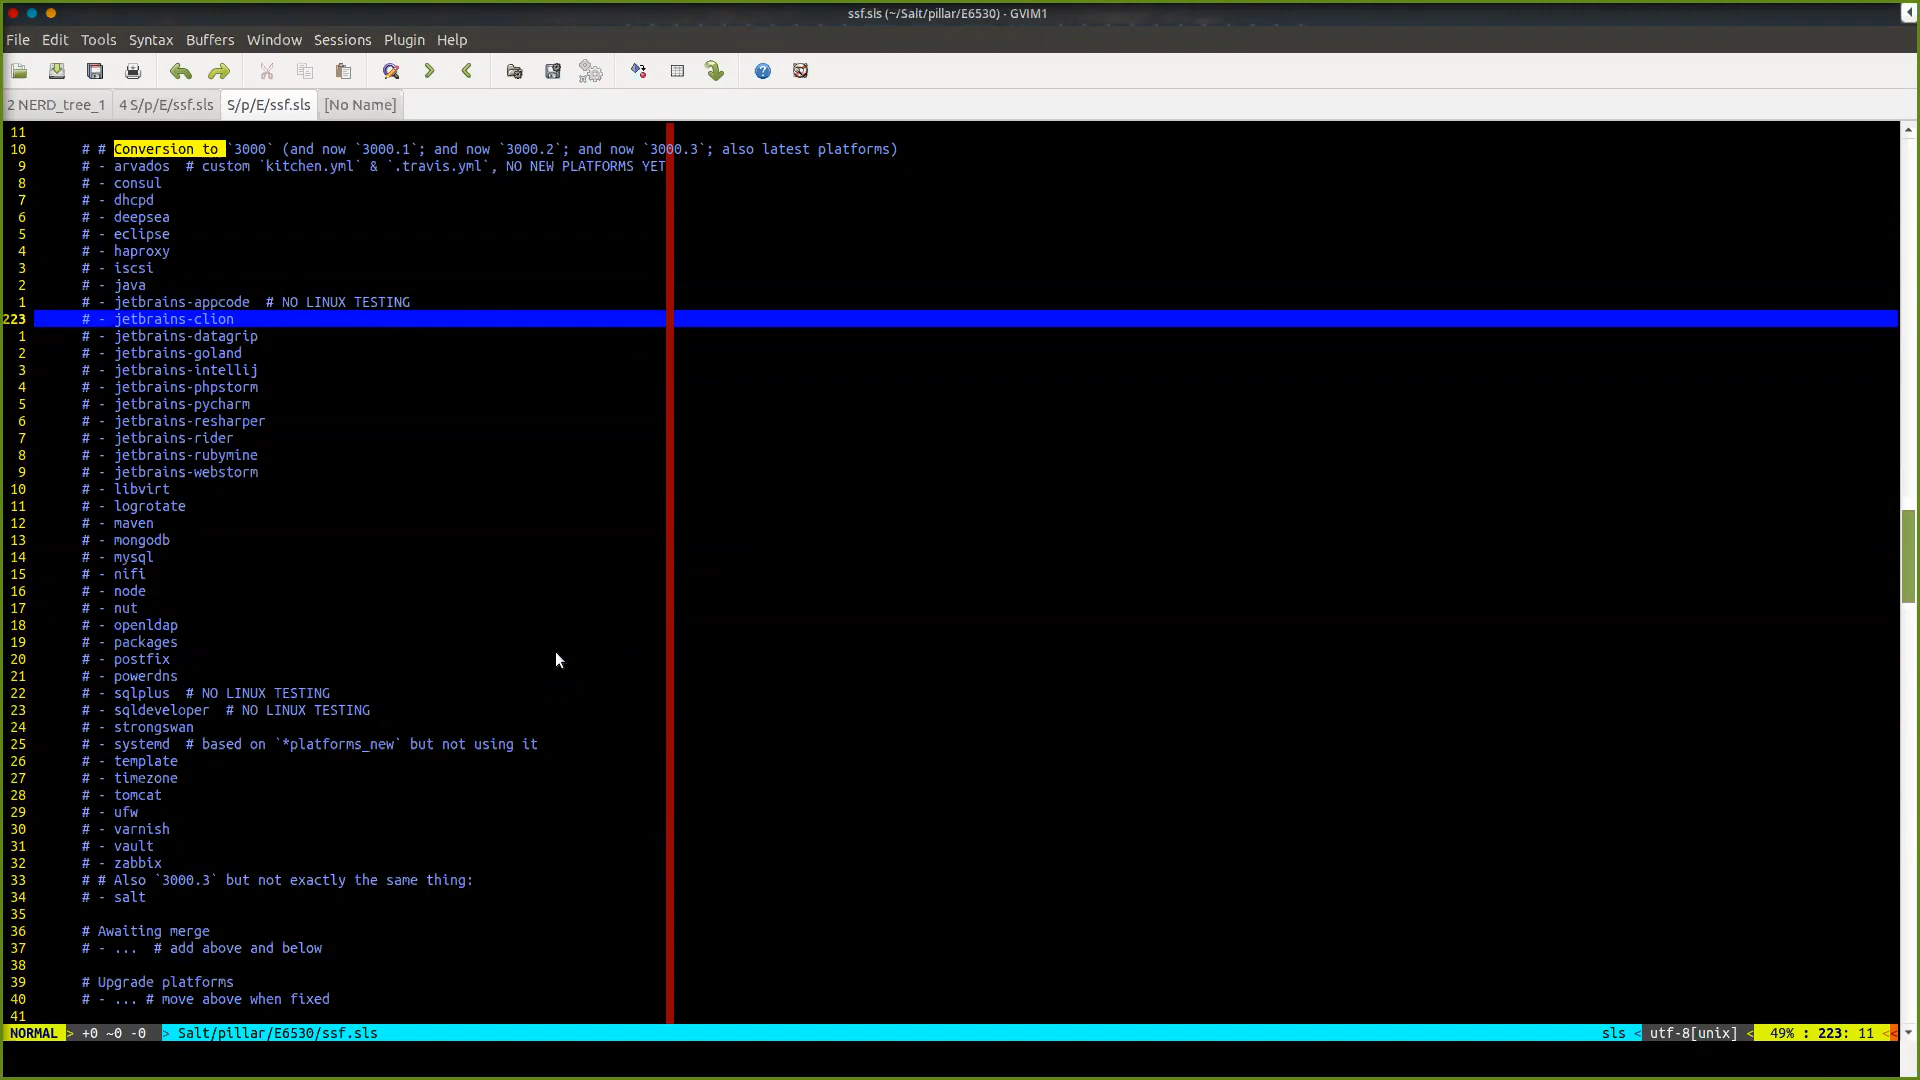 ssf.sls (~/Salt/pillar/E6530) - GVIM1
File Edit Tools Syntax Buffers Window Sessions Plugin Help
2 NERD_tree_1 4 S/p/E/ssf.sls S/p/E/ssf.sls [No Name]
11
10 # # Conversion to `3000` (and now `3000.1`; and now `3000.2`; and now `3000.3`; also latest platforms)
9 # - arvados # custom `kitchen.yml` & `.travis.yml`, NO NEW PLATFORMS YET
8 # - consul
7 # - dhcpd
6 # - deepsea
5 # - eclipse
4 # - haproxy
3 # - iscsi
2 # - java
1 # - jetbrains-appcode # NO LINUX TESTING
223 # - jetbrains-clion
1 # - jetbrains-datagrip
2 # - jetbrains-goland
3 # - jetbrains-intellij
4 # - jetbrains-phpstorm
5 # - jetbrains-pycharm
6 # - jetbrains-resharper
7 # - jetbrains-rider
8 # - jetbrains-rubymine
9 # - jetbrains-webstorm
10 # - libvirt
11 # - logrotate
12 # - maven
13 # - mongodb
14 # - mysql
15 # - nifi
16 # - node
17 # - nut
18 # - openldap
19 # - packages
20 # - postfix
21 # - powerdns
22 # - sqlplus # NO LINUX TESTING
23 # - sqldeveloper # NO LINUX TESTING
24 # - strongswan
25 # - systemd # based on `*platforms_new` but not using it
26 # - template
27 # - timezone
28 # - tomcat
29 # - ufw
30 # - varnish
31 # - vault
32 # - zabbix
33 # # Also `3000.3` but not exactly the same thing:
34 # - salt
35
36 # Awaiting merge
37 # - ... # add above and below
38
39 # Upgrade platforms
40 # - ... # move above when fixed
41
NORMAL > +0 ~0 -0 > Salt/pillar/E6530/ssf.sls sls < utf-8[unix] < 49% : 223: 11 <<